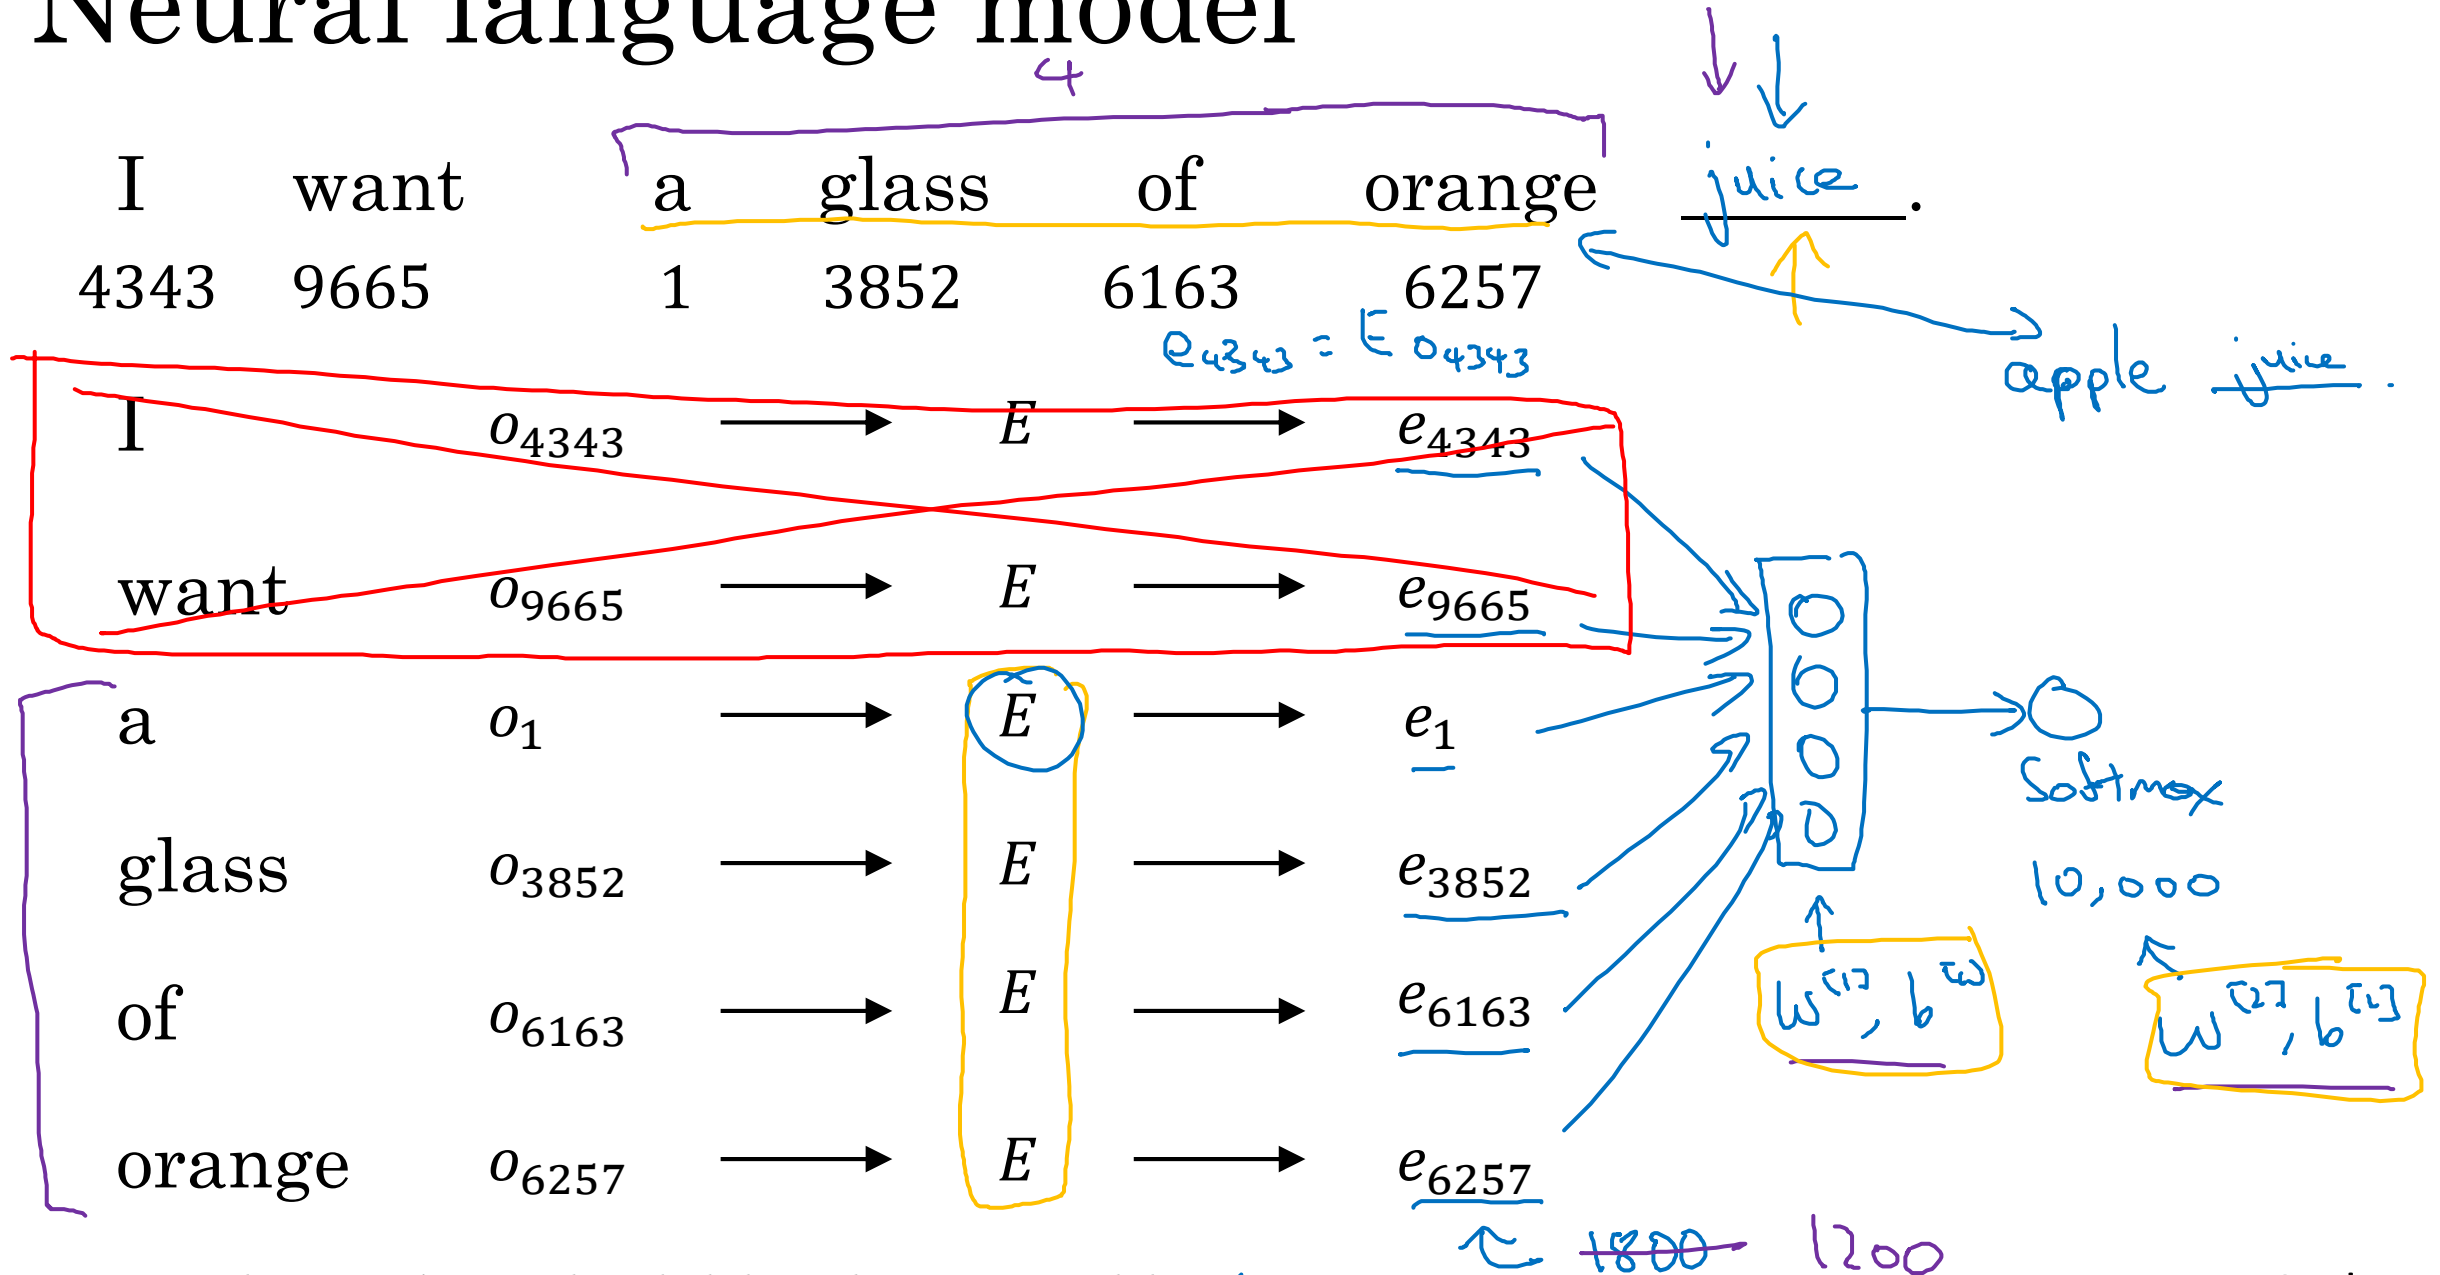 Neural language model
4
I want a glass of orange juice.
4343 9665 1 3852 6163 6257
e4343 = E o4343
apple juice.
I o4343 → E → e4343
want o9665 → E → e9665
a o1 → E → e1
Softmax
glass o3852 → E → e3852
10,000
of o6163 → E → e6163
W[1], b[1]
W[2], b[2]
orange o6257 → E → e6257
1800 1200